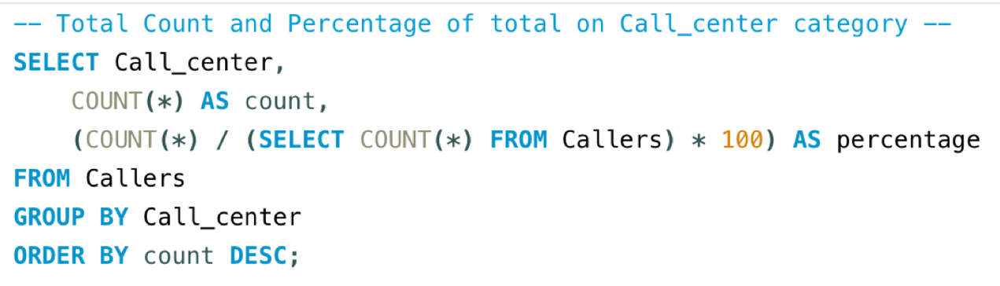 -- Total Count and Percentage of total on Call_center category --
SELECT Call_center,
    COUNT(*) AS count,
    (COUNT(*) / (SELECT COUNT(*) FROM Callers) * 100) AS percentage
FROM Callers
GROUP BY Call_center
ORDER BY count DESC;